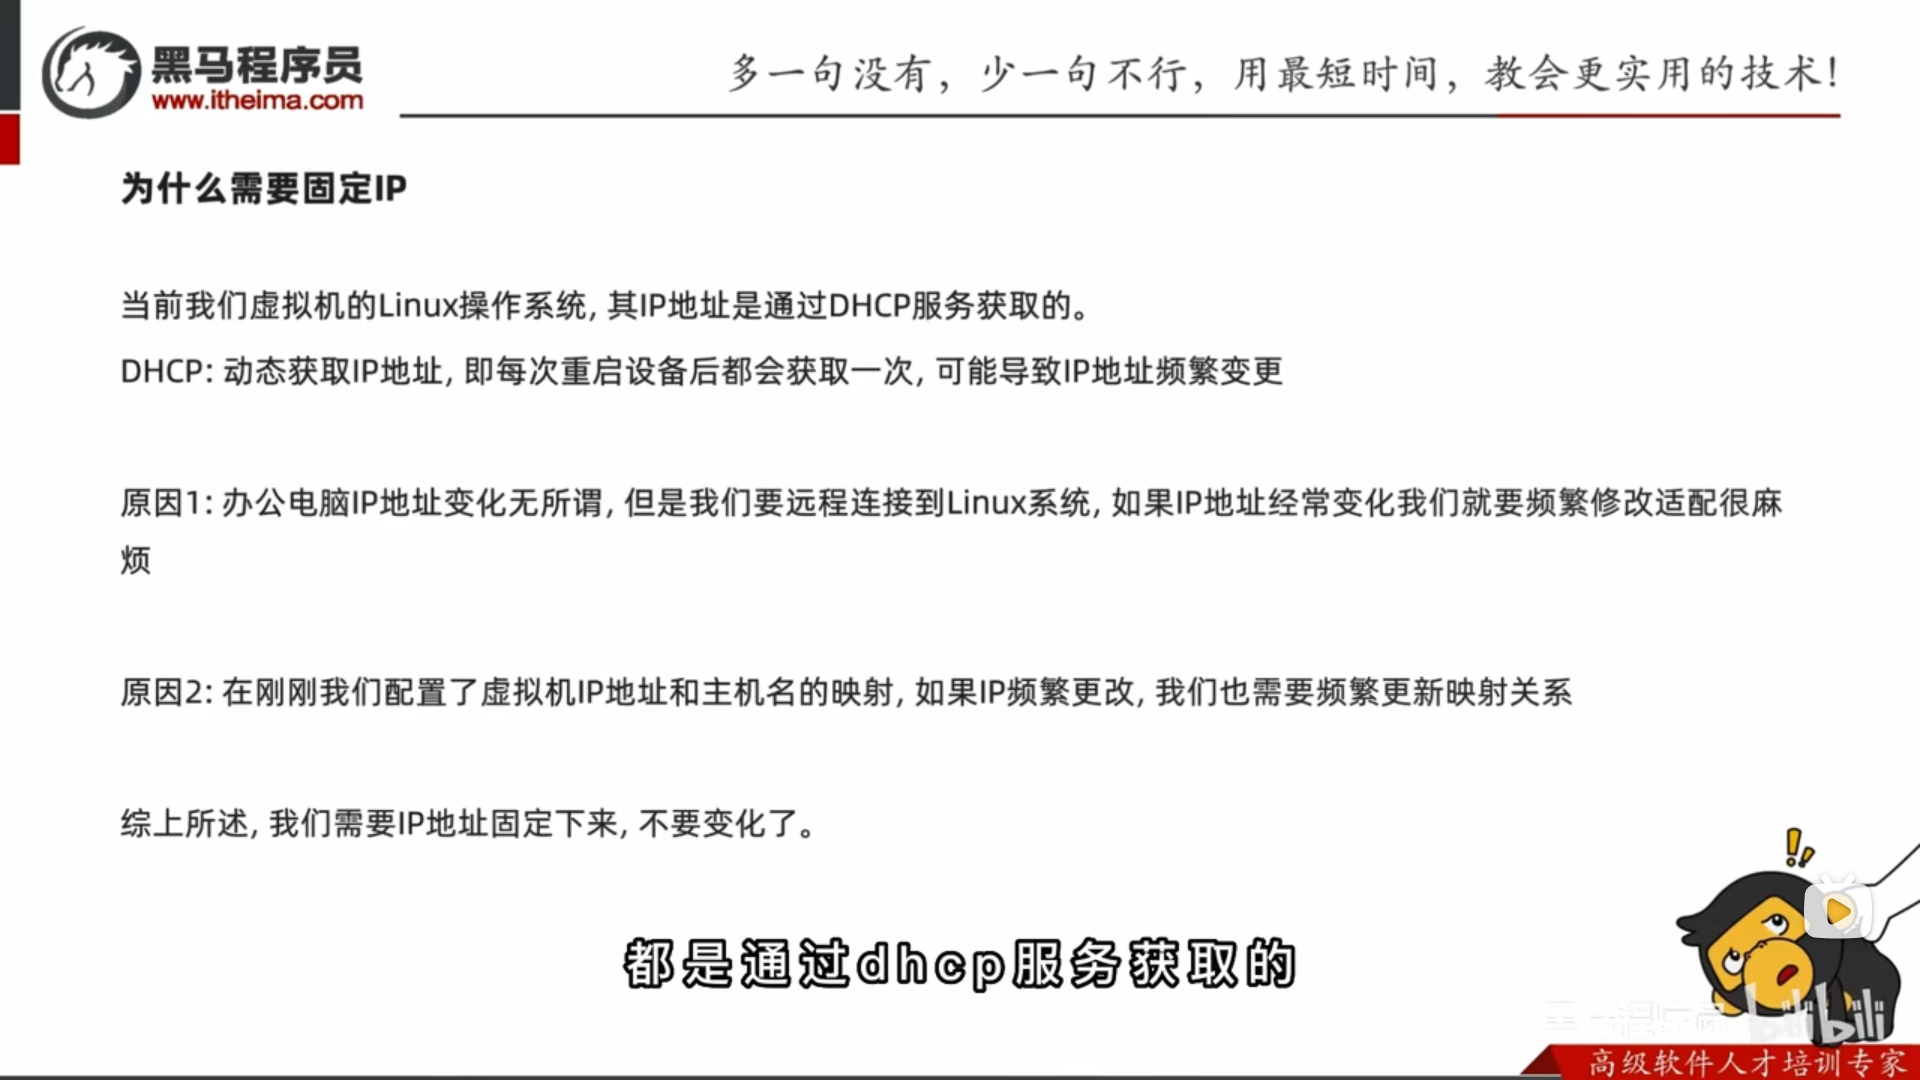 黑马程序员
www.itheima.com
多一句没有，少一句不行，用最短时间，教会更实用的技术！
为什么需要固定IP
当前我们虚拟机的Linux操作系统, 其IP地址是通过DHCP服务获取的。
DHCP: 动态获取IP地址, 即每次重启设备后都会获取一次, 可能导致IP地址频繁变更
原因1: 办公电脑IP地址变化无所谓, 但是我们要远程连接到Linux系统, 如果IP地址经常变化我们就要频繁修改适配很麻
烦
原因2: 在刚刚我们配置了虚拟机IP地址和主机名的映射, 如果IP频繁更改, 我们也需要频繁更新映射关系
综上所述, 我们需要IP地址固定下来, 不要变化了。
都是通过dhcp服务获取的
bilibili
高级软件人才培训专家